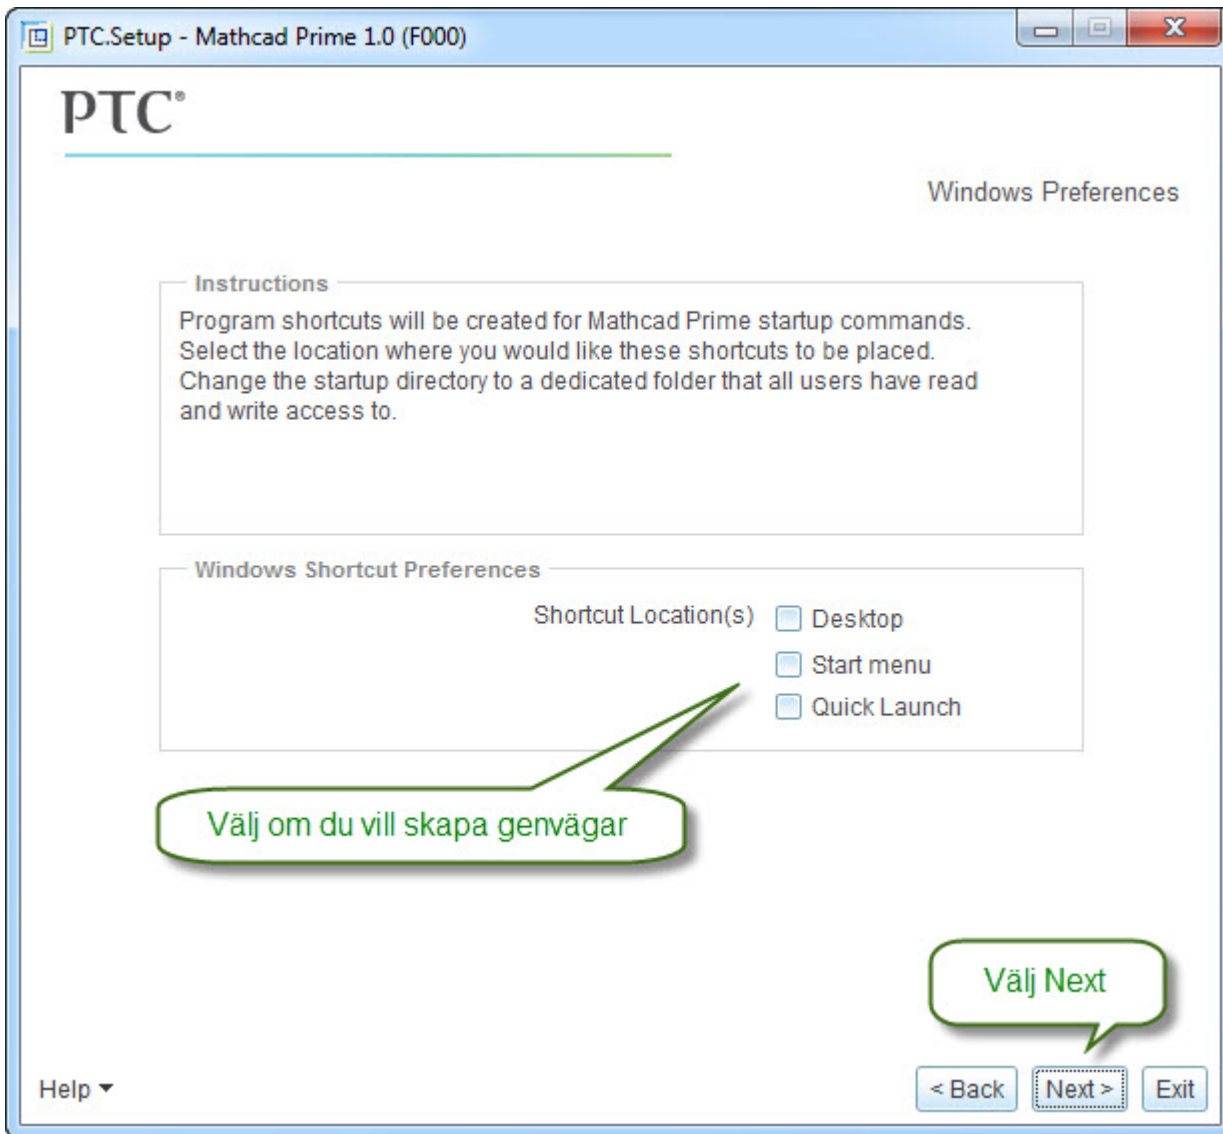 PTC.Setup - Mathcad Prime 1.0 (F000)
PTC®
Windows Preferences
Instructions
Program shortcuts will be created for Mathcad Prime startup commands.
Select the location where you would like these shortcuts to be placed.
Change the startup directory to a dedicated folder that all users have read
and write access to.
Windows Shortcut Preferences
Shortcut Location(s)
Desktop
Start menu
Quick Launch
Välj om du vill skapa genvägar
Välj Next
Help
< Back
Next >
Exit